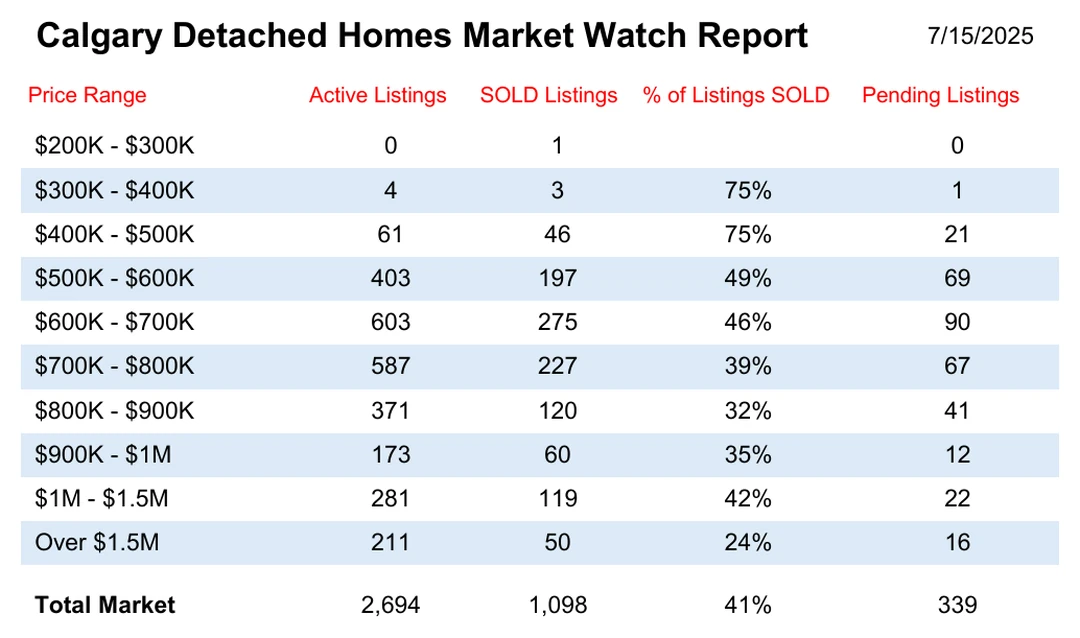 Calgary Detached Homes Market Watch Report 7/15/2025
Price Range Active Listings SOLD Listings % of Listings SOLD Pending Listings
$200K - $300K 0 1 0
$300K - $400K 4 3 75% 1
$400K - $500K 61 46 75% 21
$500K - $600K 403 197 49% 69
$600K - $700K 603 275 46% 90
$700K - $800K 587 227 39% 67
$800K - $900K 371 120 32% 41
$900K - $1M 173 60 35% 12
$1M - $1.5M 281 119 42% 22
Over $1.5M 211 50 24% 16
Total Market 2,694 1,098 41% 339